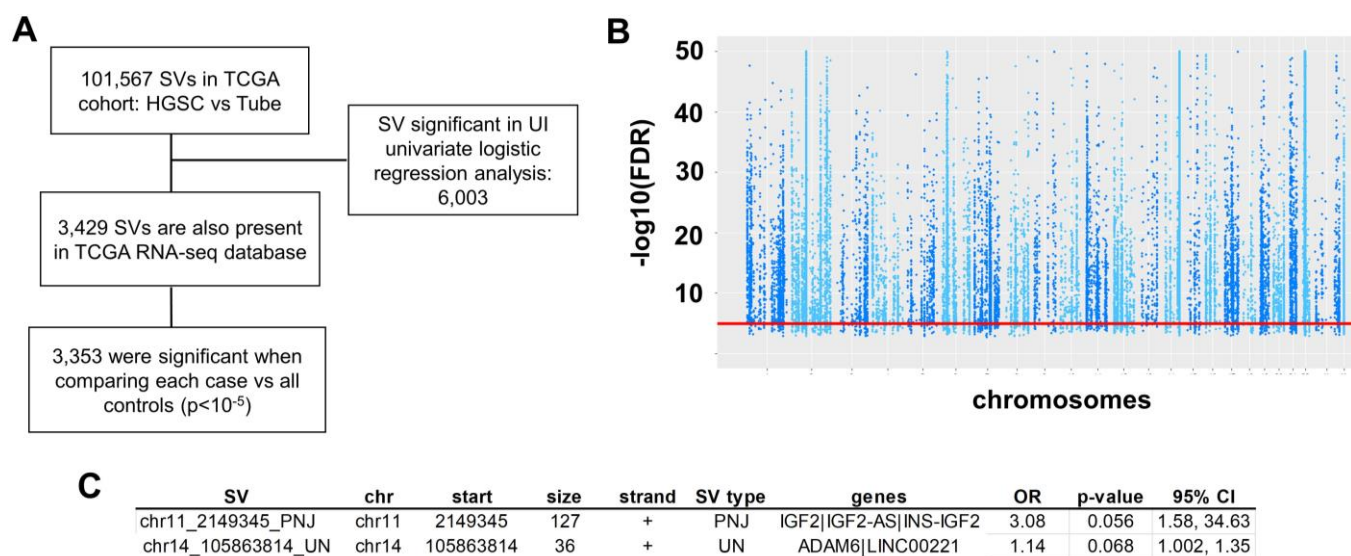 A
101,567 SVs in TCGA
cohort: HGSC vs Tube
SV significant in UI
univariate logistic
regression analysis:
6,003
3,429 SVs are also present
in TCGA RNA-seq database
3,353 were significant when
comparing each case vs all
controls (p<10⁻⁵)
B
50
40
30
20
10
-log10(FDR)
chromosomes
C
SV chr start size strand SV type genes OR p-value 95% CI
chr11_2149345_PNJ chr11 2149345 127 + PNJ IGF2|IGF2-AS|INS-IGF2 3.08 0.056 1.58, 34.63
chr14_105863814_UN chr14 105863814 36 + UN ADAM6|LINC00221 1.14 0.068 1.002, 1.35